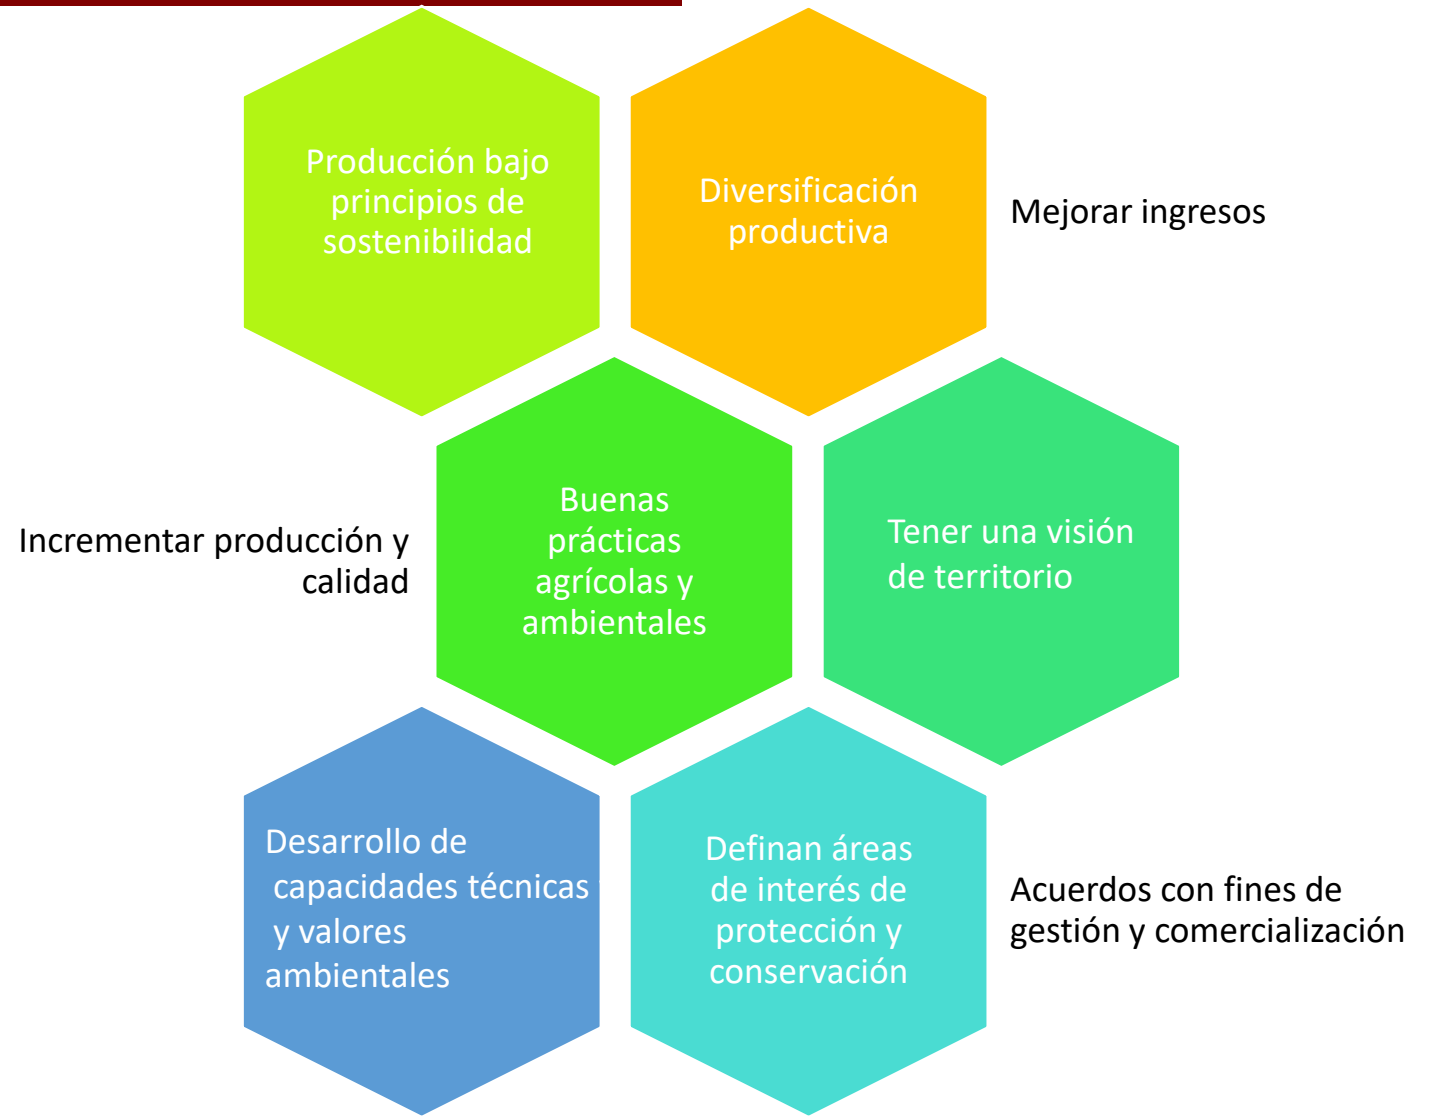 Producción bajo
principios de
sostenibilidad
Diversificación
productiva
Mejorar ingresos
Incrementar producción y
calidad
Buenas
prácticas
agrícolas y
ambientales
Tener una visión
de territorio
Desarrollo de
capacidades técnicas
y valores
ambientales
Definan áreas
de interés de
protección y
conservación
Acuerdos con fines de
gestión y comercialización